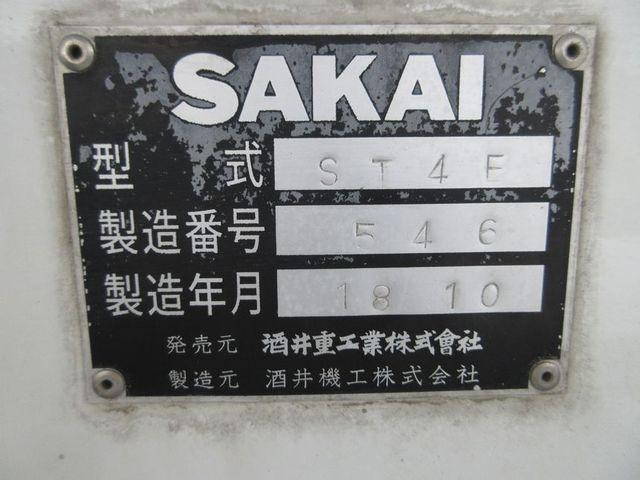 SAKAI
型式 ST4E
製造番号 546
製造年月 18 10
発売元 酒井重工業株式會社
製造元 酒井機工株式会社